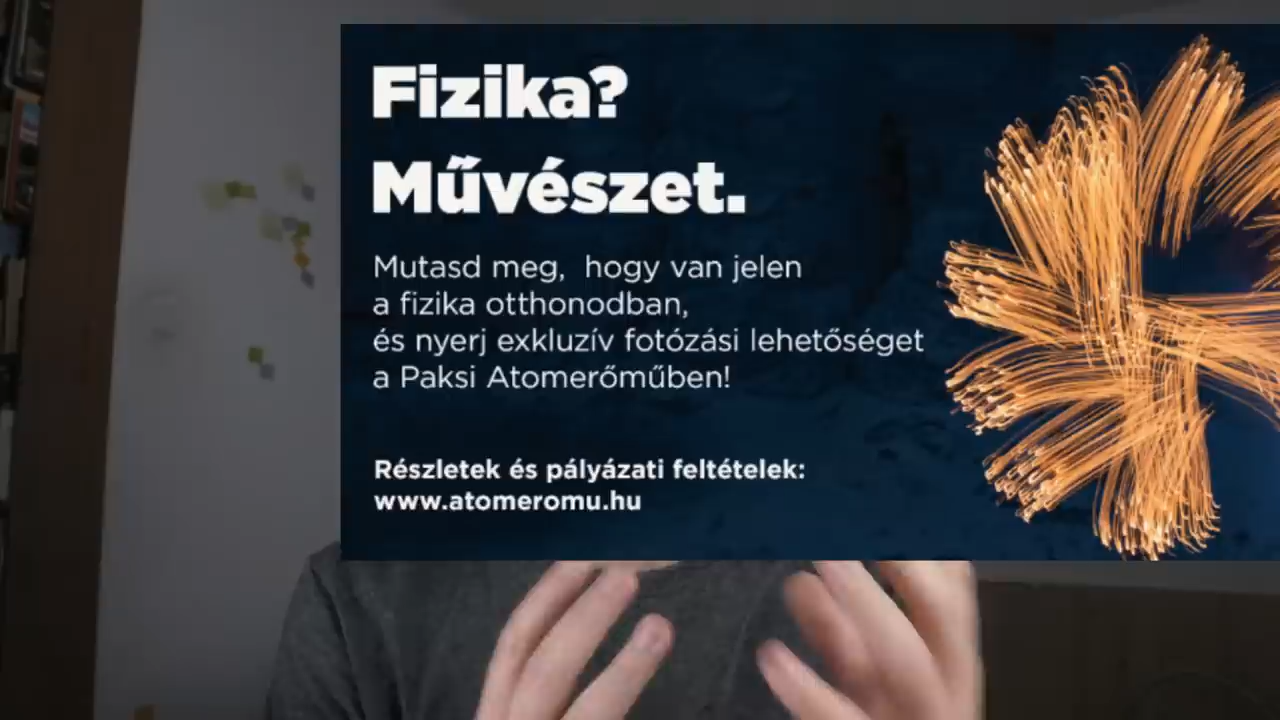 Fizika?
Művészet.
Mutasd meg, hogy van jelen
a fizika otthonodban,
és nyerj exkluzív fotózási lehetőséget
a Paksi Atomerőműben!
Részletek és pályázati feltételek:
www.atomeromu.hu